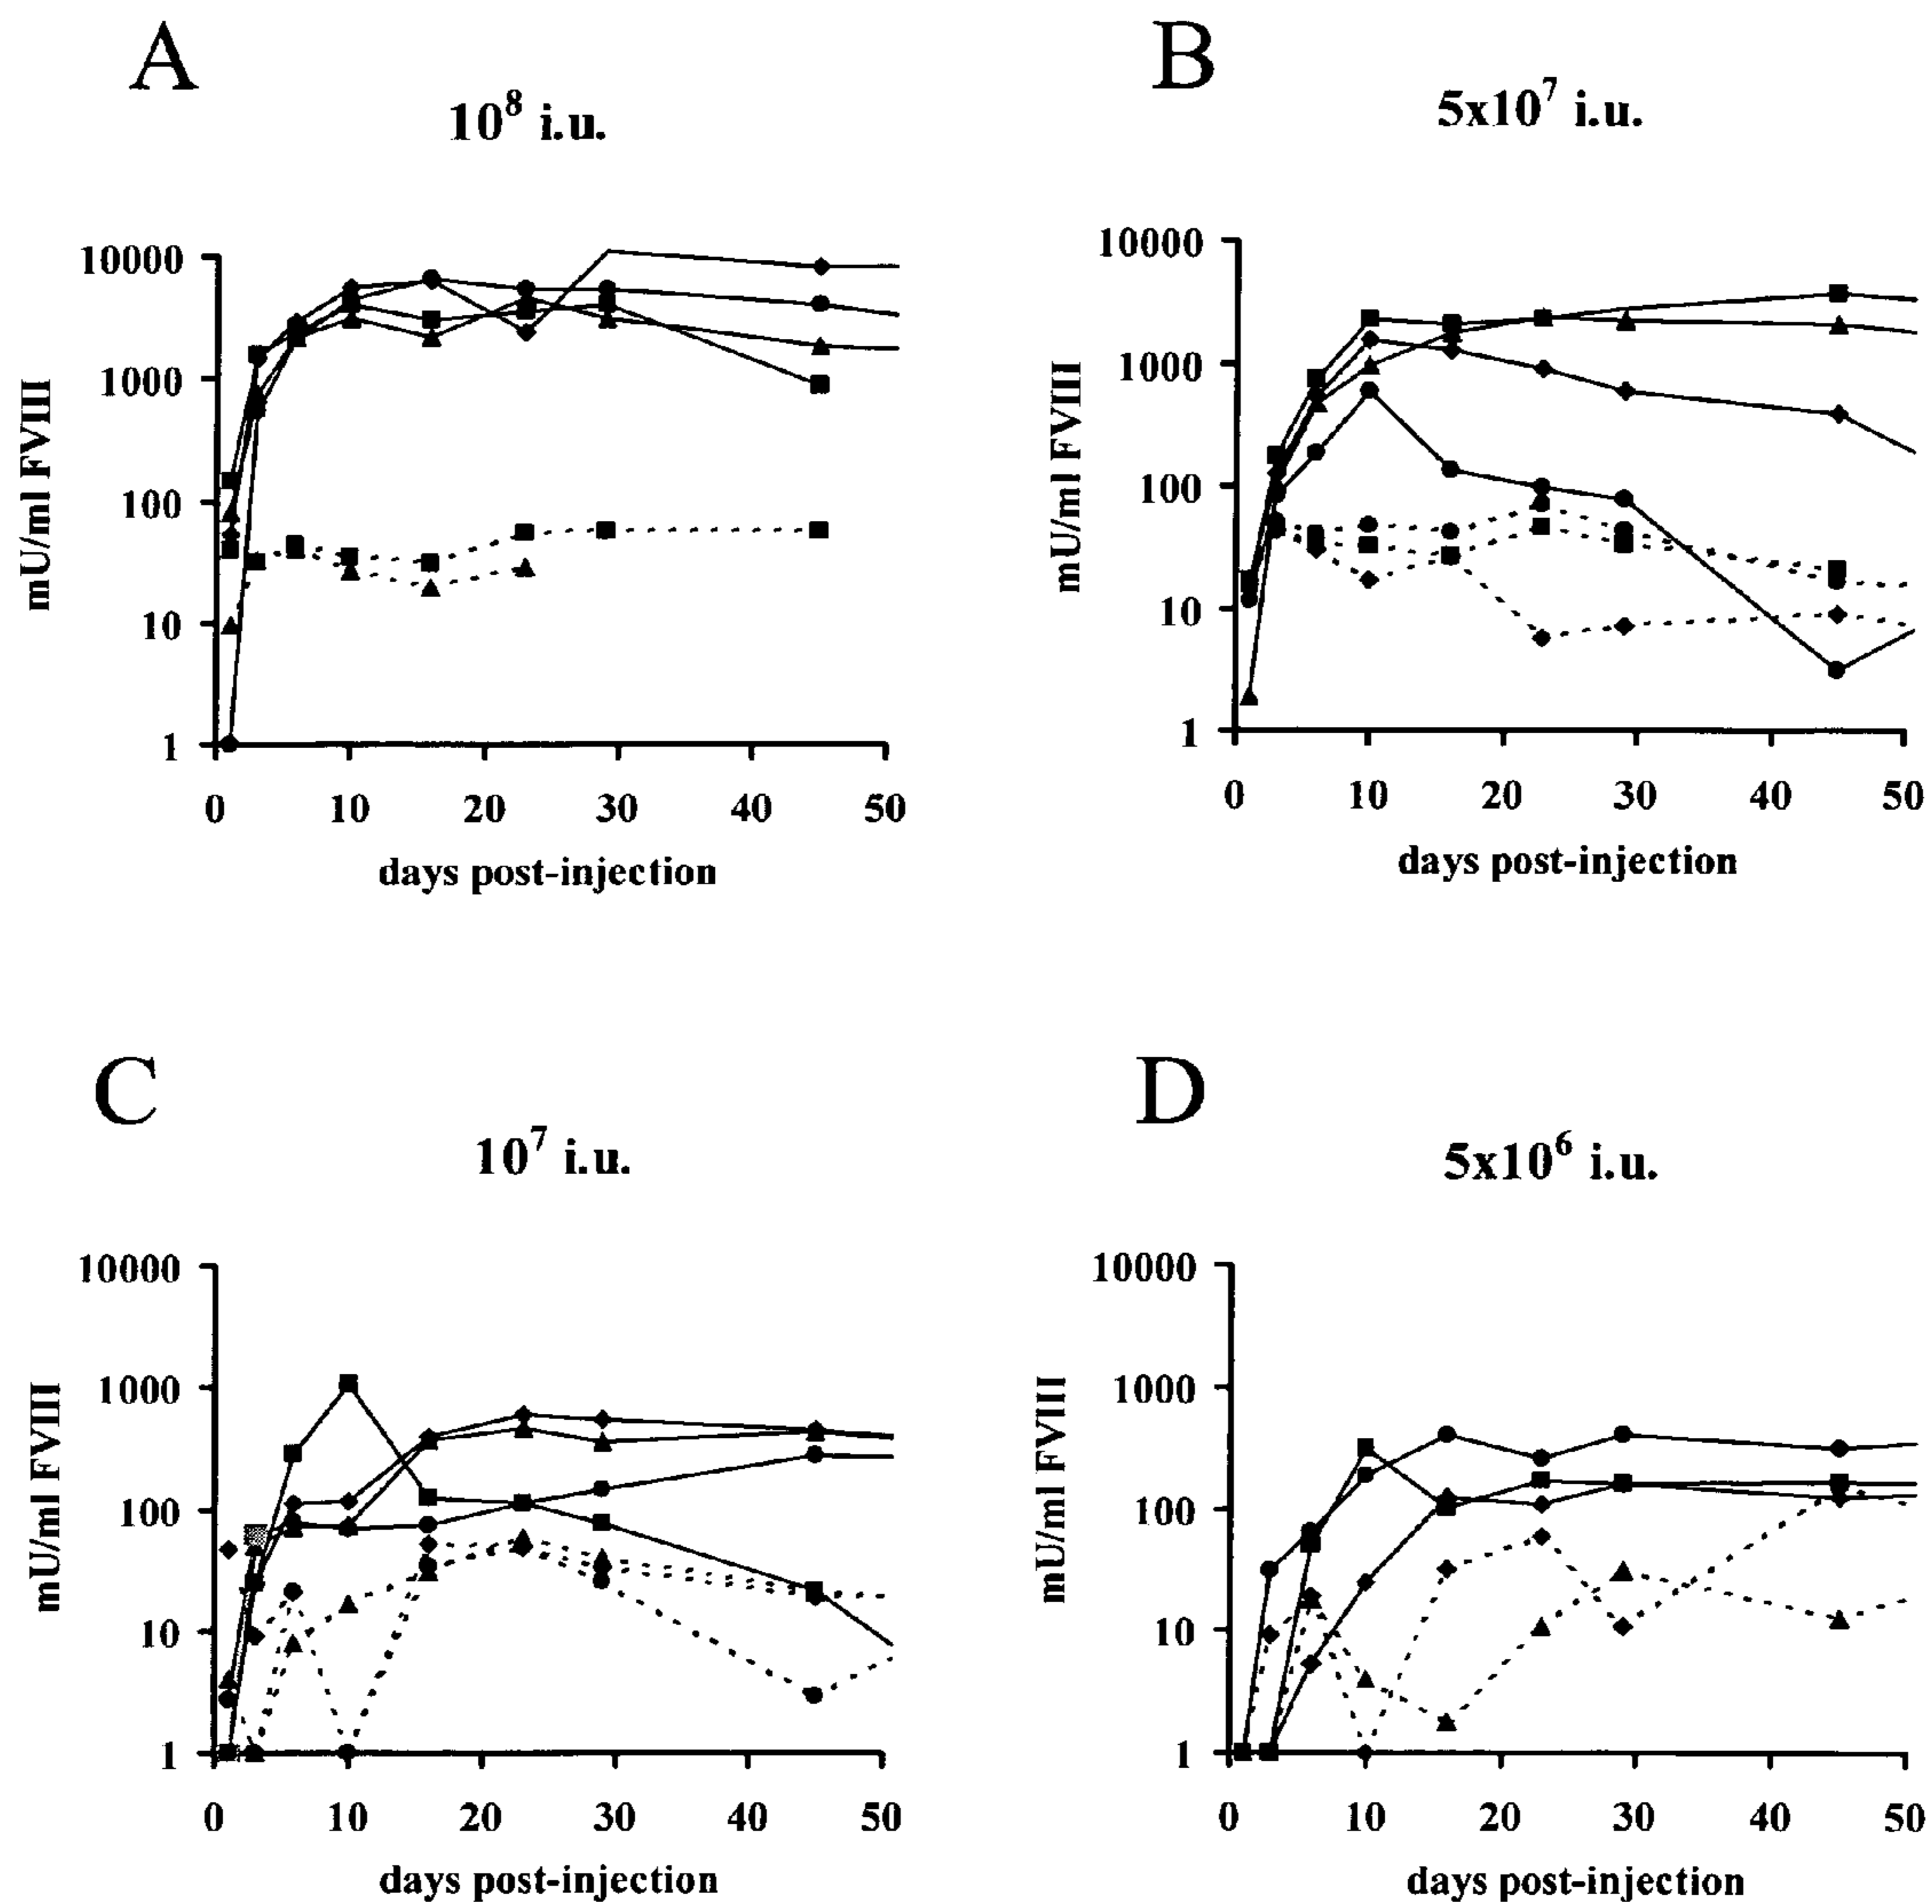 A
10⁸ i.u.
mU/ml FVIII
10000
1000
100
10
1
0 10 20 30 40 50
days post-injection
B
5x10⁷ i.u.
mU/ml FVIII
10000
1000
100
10
1
0 10 20 30 40 50
days post-injection
C
10⁷ i.u.
mU/ml FVIII
10000
1000
100
10
1
0 10 20 30 40 50
days post-injection
D
5x10⁶ i.u.
mU/ml FVIII
10000
1000
100
10
1
0 10 20 30 40 50
days post-injection